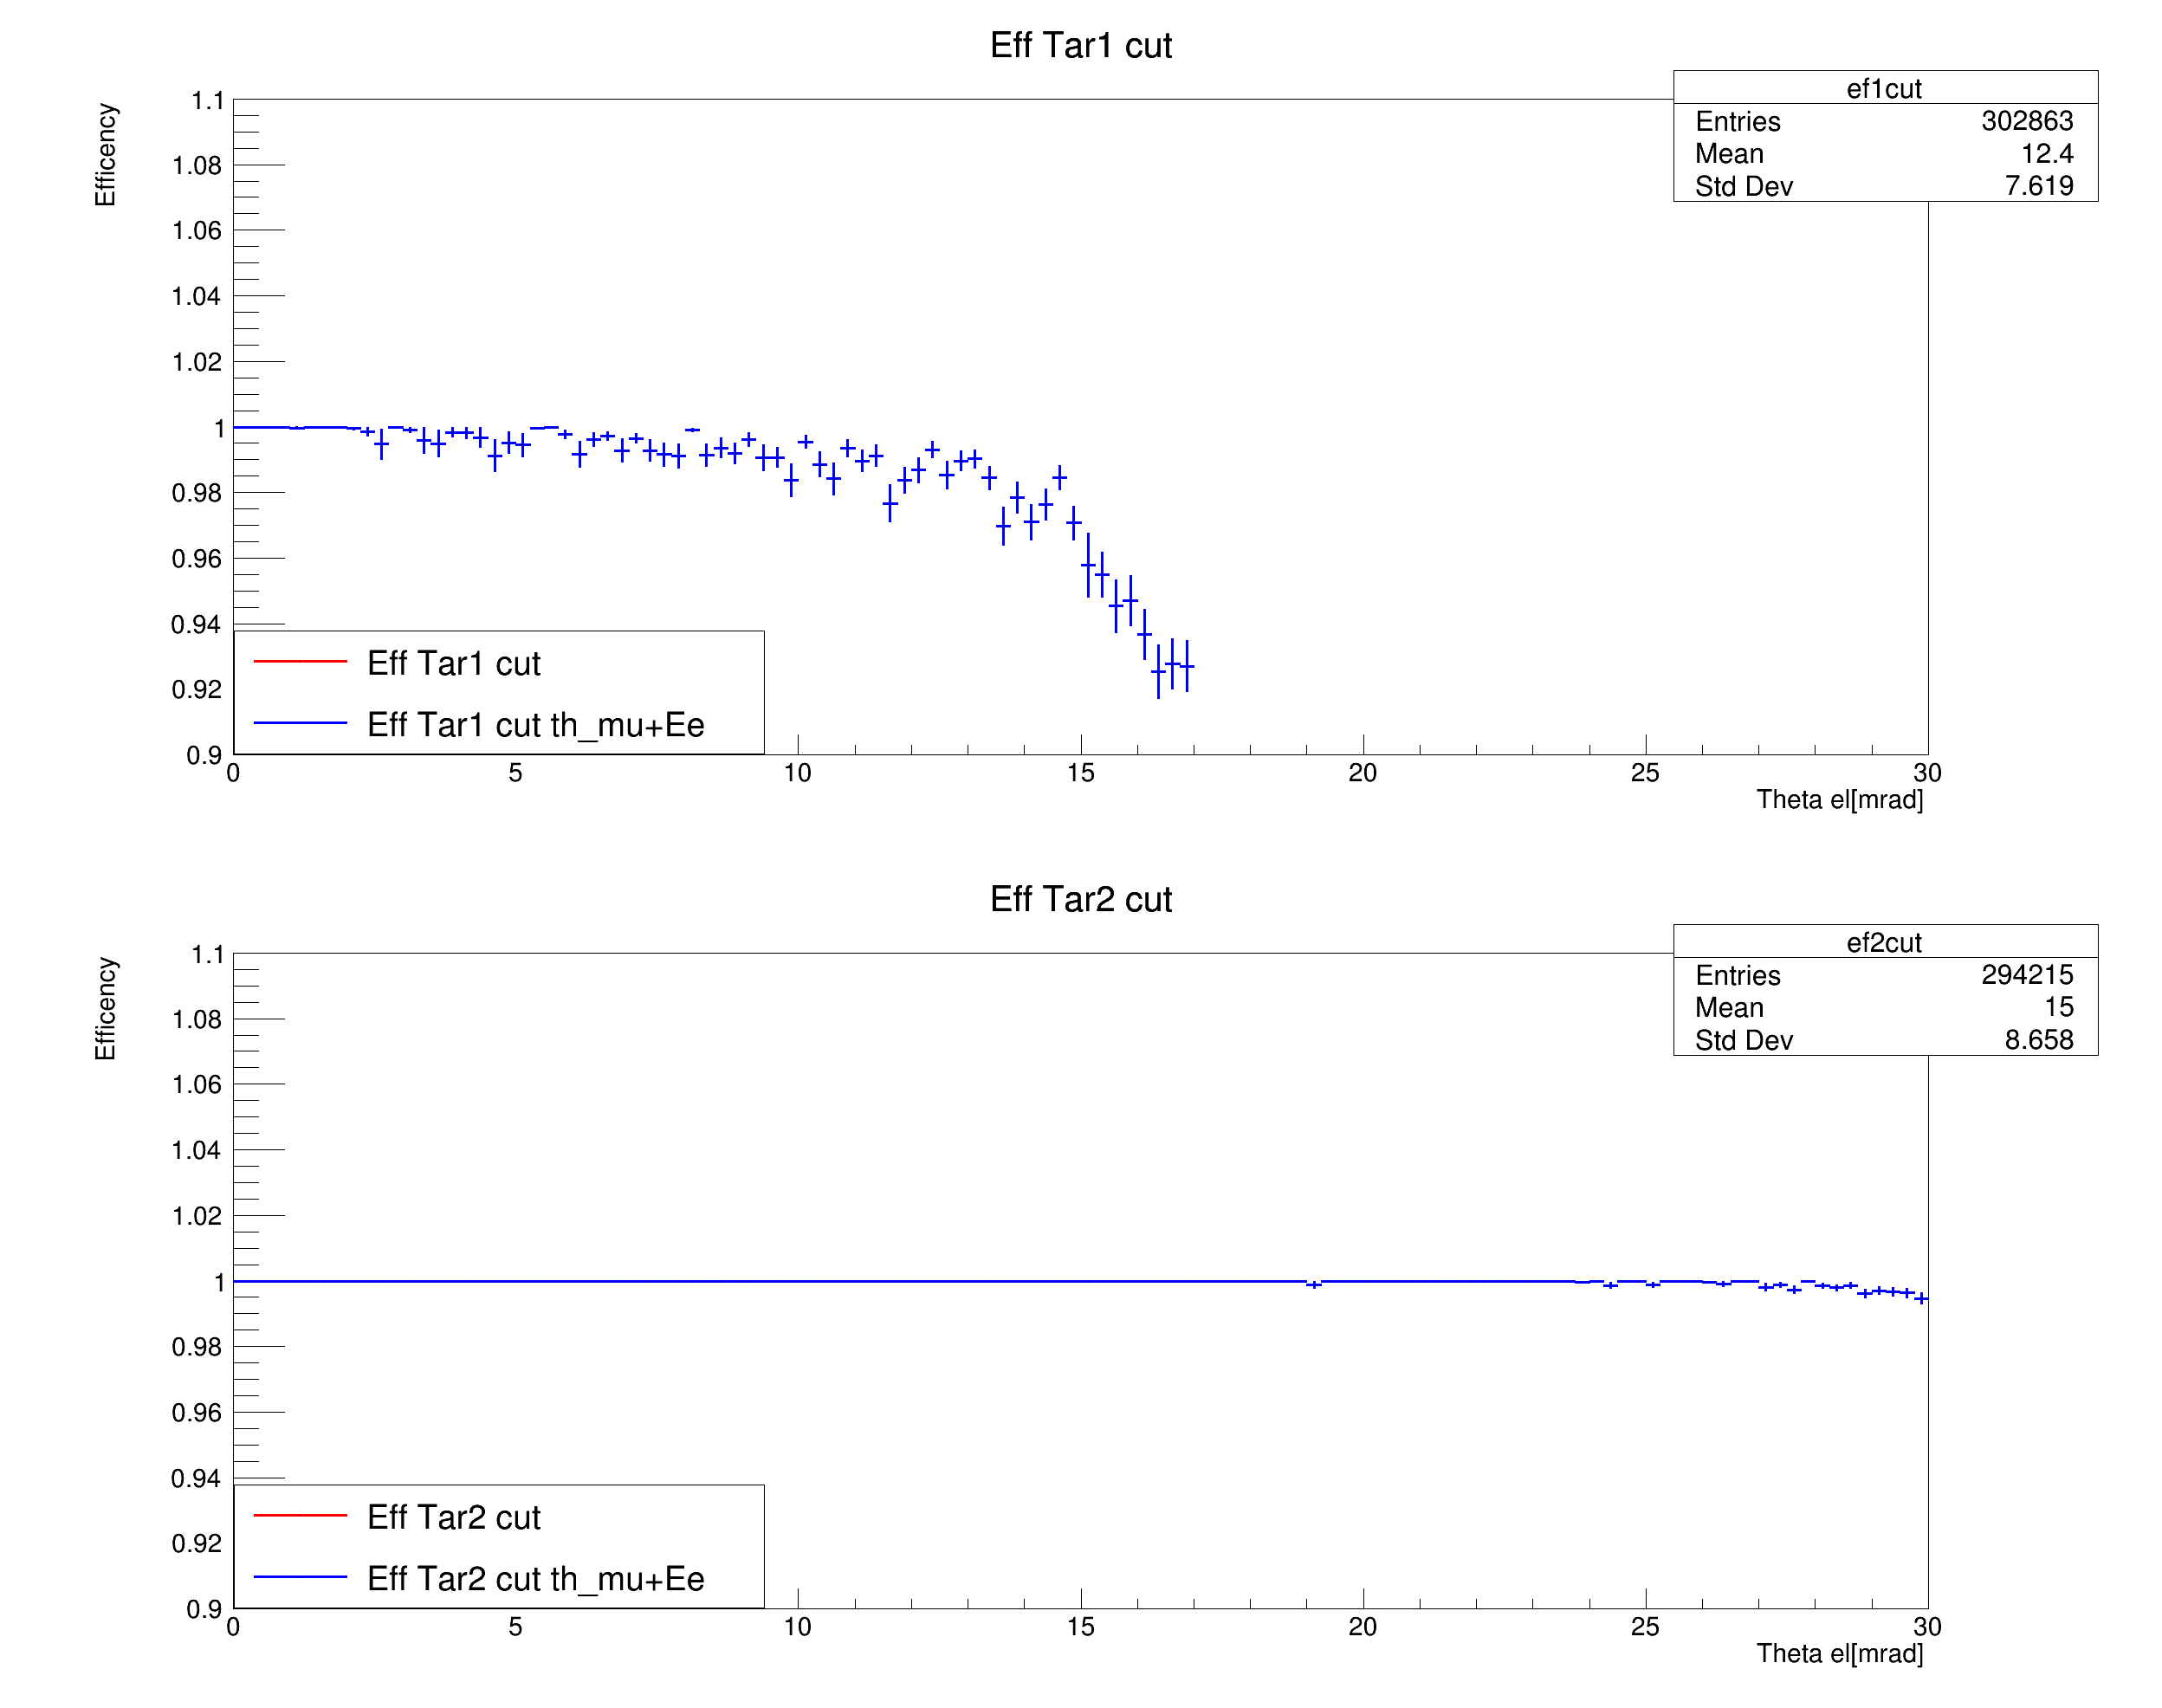 Eff Tar1 cut
ef1cut
Entries 302863
Mean 12.4
Std Dev 7.619
Efficency
1.1
1.08
1.06
1.04
1.02
1
0.98
0.96
0.94
0.92
0.9
Eff Tar1 cut
Eff Tar1 cut th_mu+Ee
0 5 10 15 20 25 30
Theta el[mrad]
Eff Tar2 cut
ef2cut
Entries 294215
Mean 15
Std Dev 8.658
Efficency
1.1
1.08
1.06
1.04
1.02
1
0.98
0.96
0.94
0.92
0.9
Eff Tar2 cut
Eff Tar2 cut th_mu+Ee
0 5 10 15 20 25 30
Theta el[mrad]